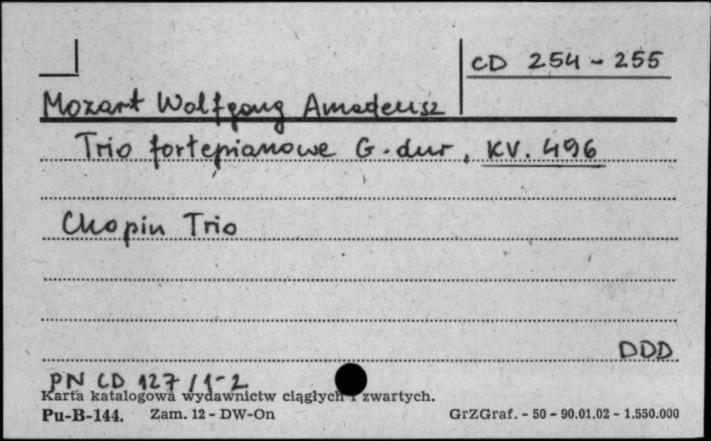 CD 254-255
Mozart Wolfgang Amadeusz
Trio fortepianowe G-dur, KV. 496
Chopin Trio
DDD
PN CD 127/1-2
Karta katalogowa wydawnictw ciągłych i zwartych.
Pu-B-144. Zam. 12 - DW-On GrZGraf. - 50 - 90.01.02 - 1.550.000